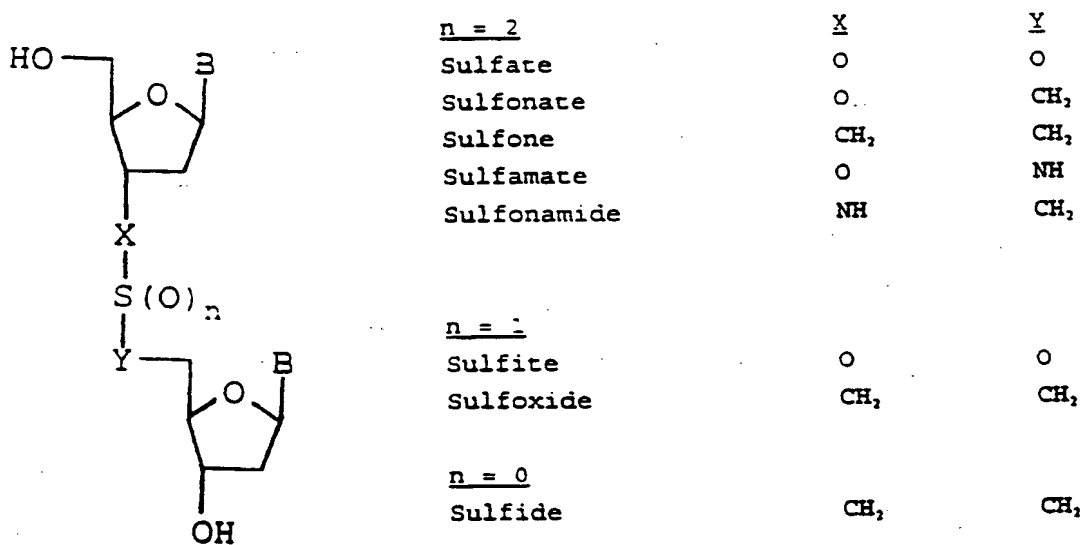 n = 2 X Y
Sulfate O O
Sulfonate O CH₂
Sulfone CH₂ CH₂
Sulfamate O NH
Sulfonamide NH CH₂
HO B
O
X
S(O)n
Y B
O
OH
n = 
Sulfite O O
Sulfoxide CH₂ CH₂
n = 0
Sulfide CH₂ CH₂